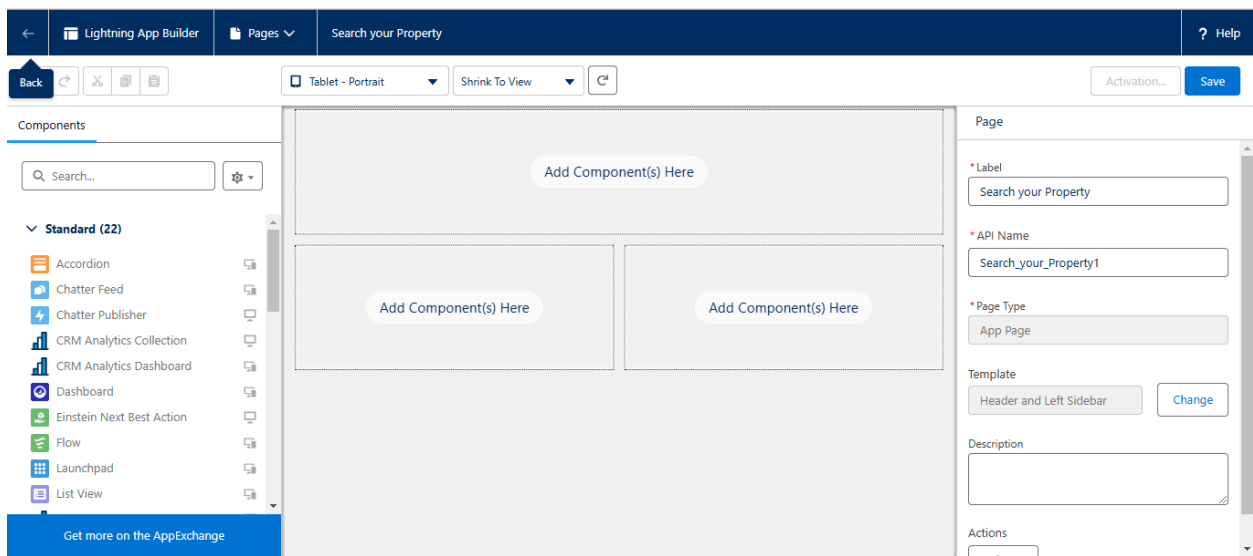 Lightning App Builder
Pages
Search your Property
? Help
Back
Tablet - Portrait
Shrink To View
Activation...
Save
Components
Search...
Standard (22)
Accordion
Chatter Feed
Chatter Publisher
CRM Analytics Collection
CRM Analytics Dashboard
Dashboard
Einstein Next Best Action
Flow
Launchpad
List View
Get more on the AppExchange
Add Component(s) Here
Add Component(s) Here
Add Component(s) Here
Page
*Label
Search your Property
*API Name
Search_your_Property1
*Page Type
App Page
Template
Header and Left Sidebar
Change
Description
Actions